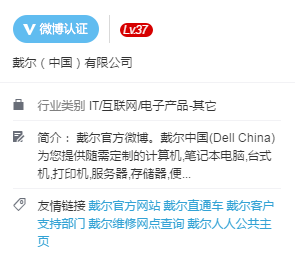 微博认证 Lv.37
戴尔（中国）有限公司
行业类别 IT/互联网/电子产品-其它
简介： 戴尔官方微博。戴尔中国(Dell China)
为您提供随需定制的计算机,笔记本电脑,台式
机,打印机,服务器,存储器,便...
友情链接 戴尔官方网站 戴尔直通车 戴尔客户
支持部门 戴尔维修网点查询 戴尔人人公共主
页